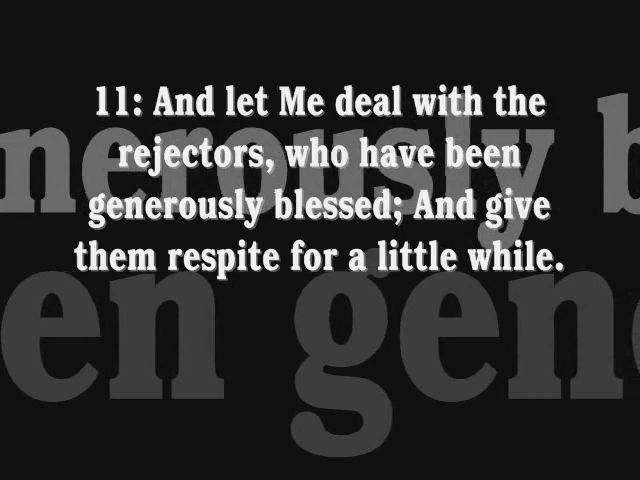 11: And let Me deal with the
rejectors, who have been
generously blessed; And give
them respite for a little while.
nerously b
en gene